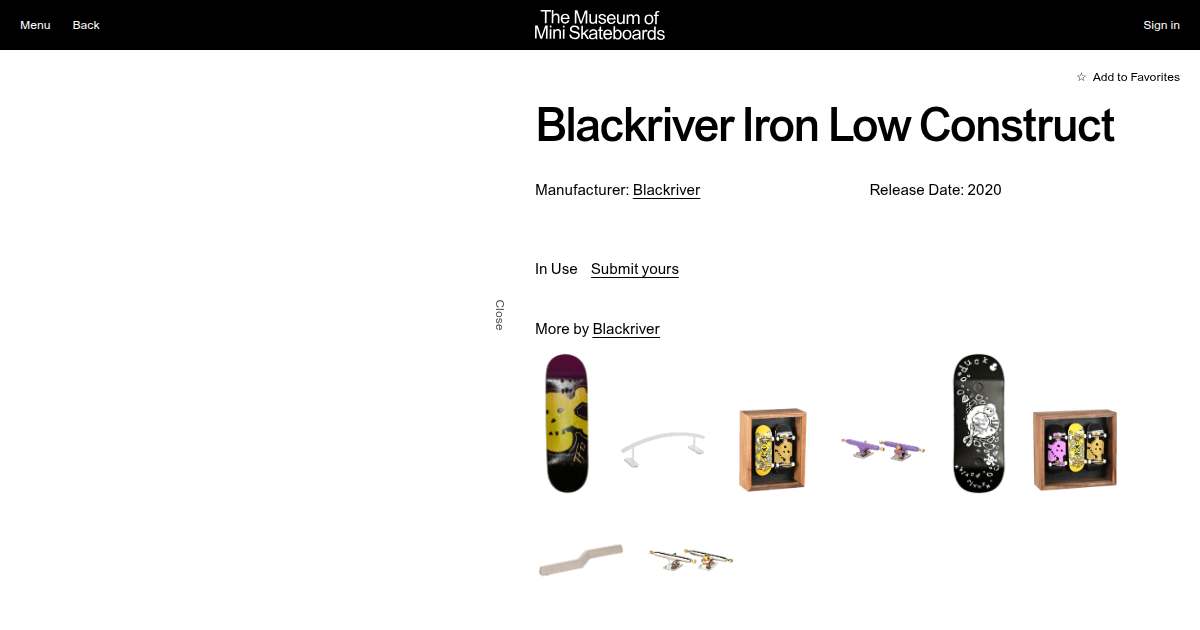 Menu
Back
The Museum of
Mini Skateboards
Sign in
☆ Add to Favorites
Blackriver Iron Low Construct
Manufacturer: Blackriver
Release Date: 2020
In Use Submit yours
Close
More by Blackriver